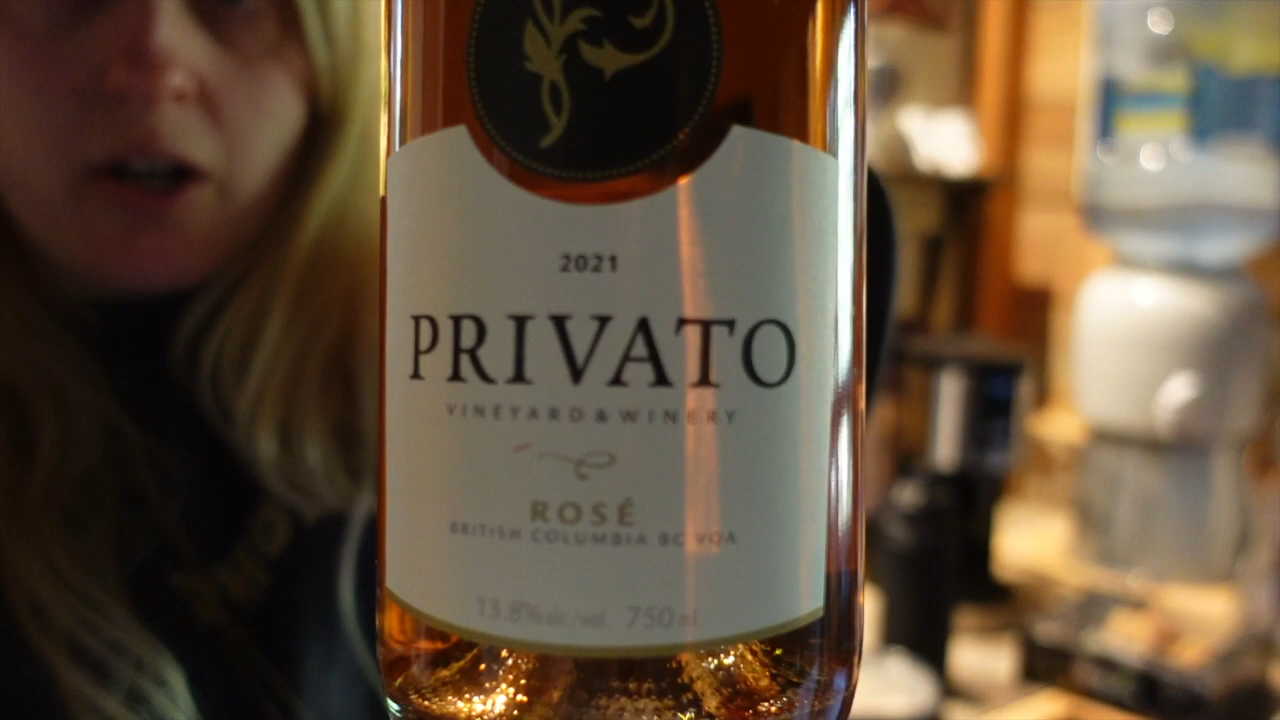 2021
PRIVATO
VINEYARD & WINERY
ROSÉ
BRITISH COLUMBIA BC VQA
13.8% alc./vol. 750 mL